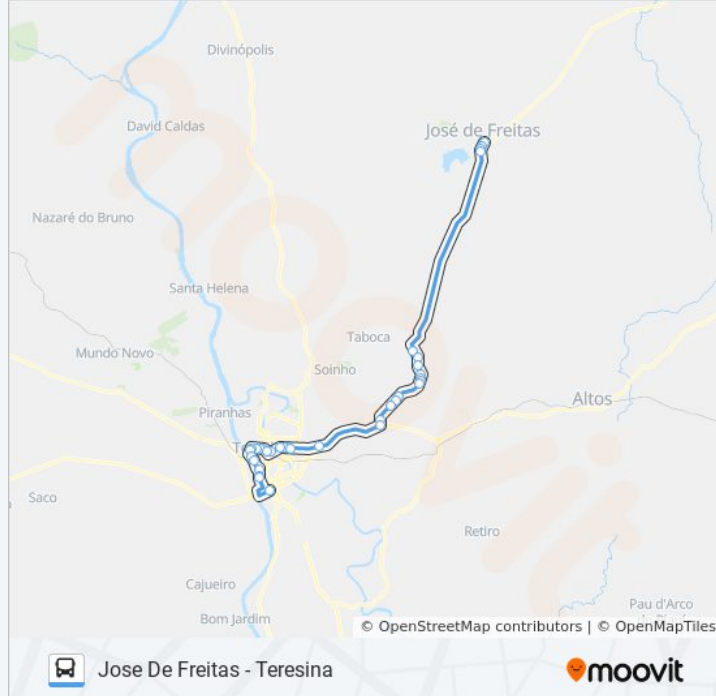 Divinópolis
David Caldas
José de Freitas
Nazaré do Bruno
Santa Helena
Taboca
Mundo Novo
Soinho
Altos
Piranhas
Saco
Retiro
Cajueiro
Pau d'Arco
Bom Jardim
© OpenStreetMap contributors | © OpenMapTiles
Jose De Freitas - Teresina
moovit
moovit